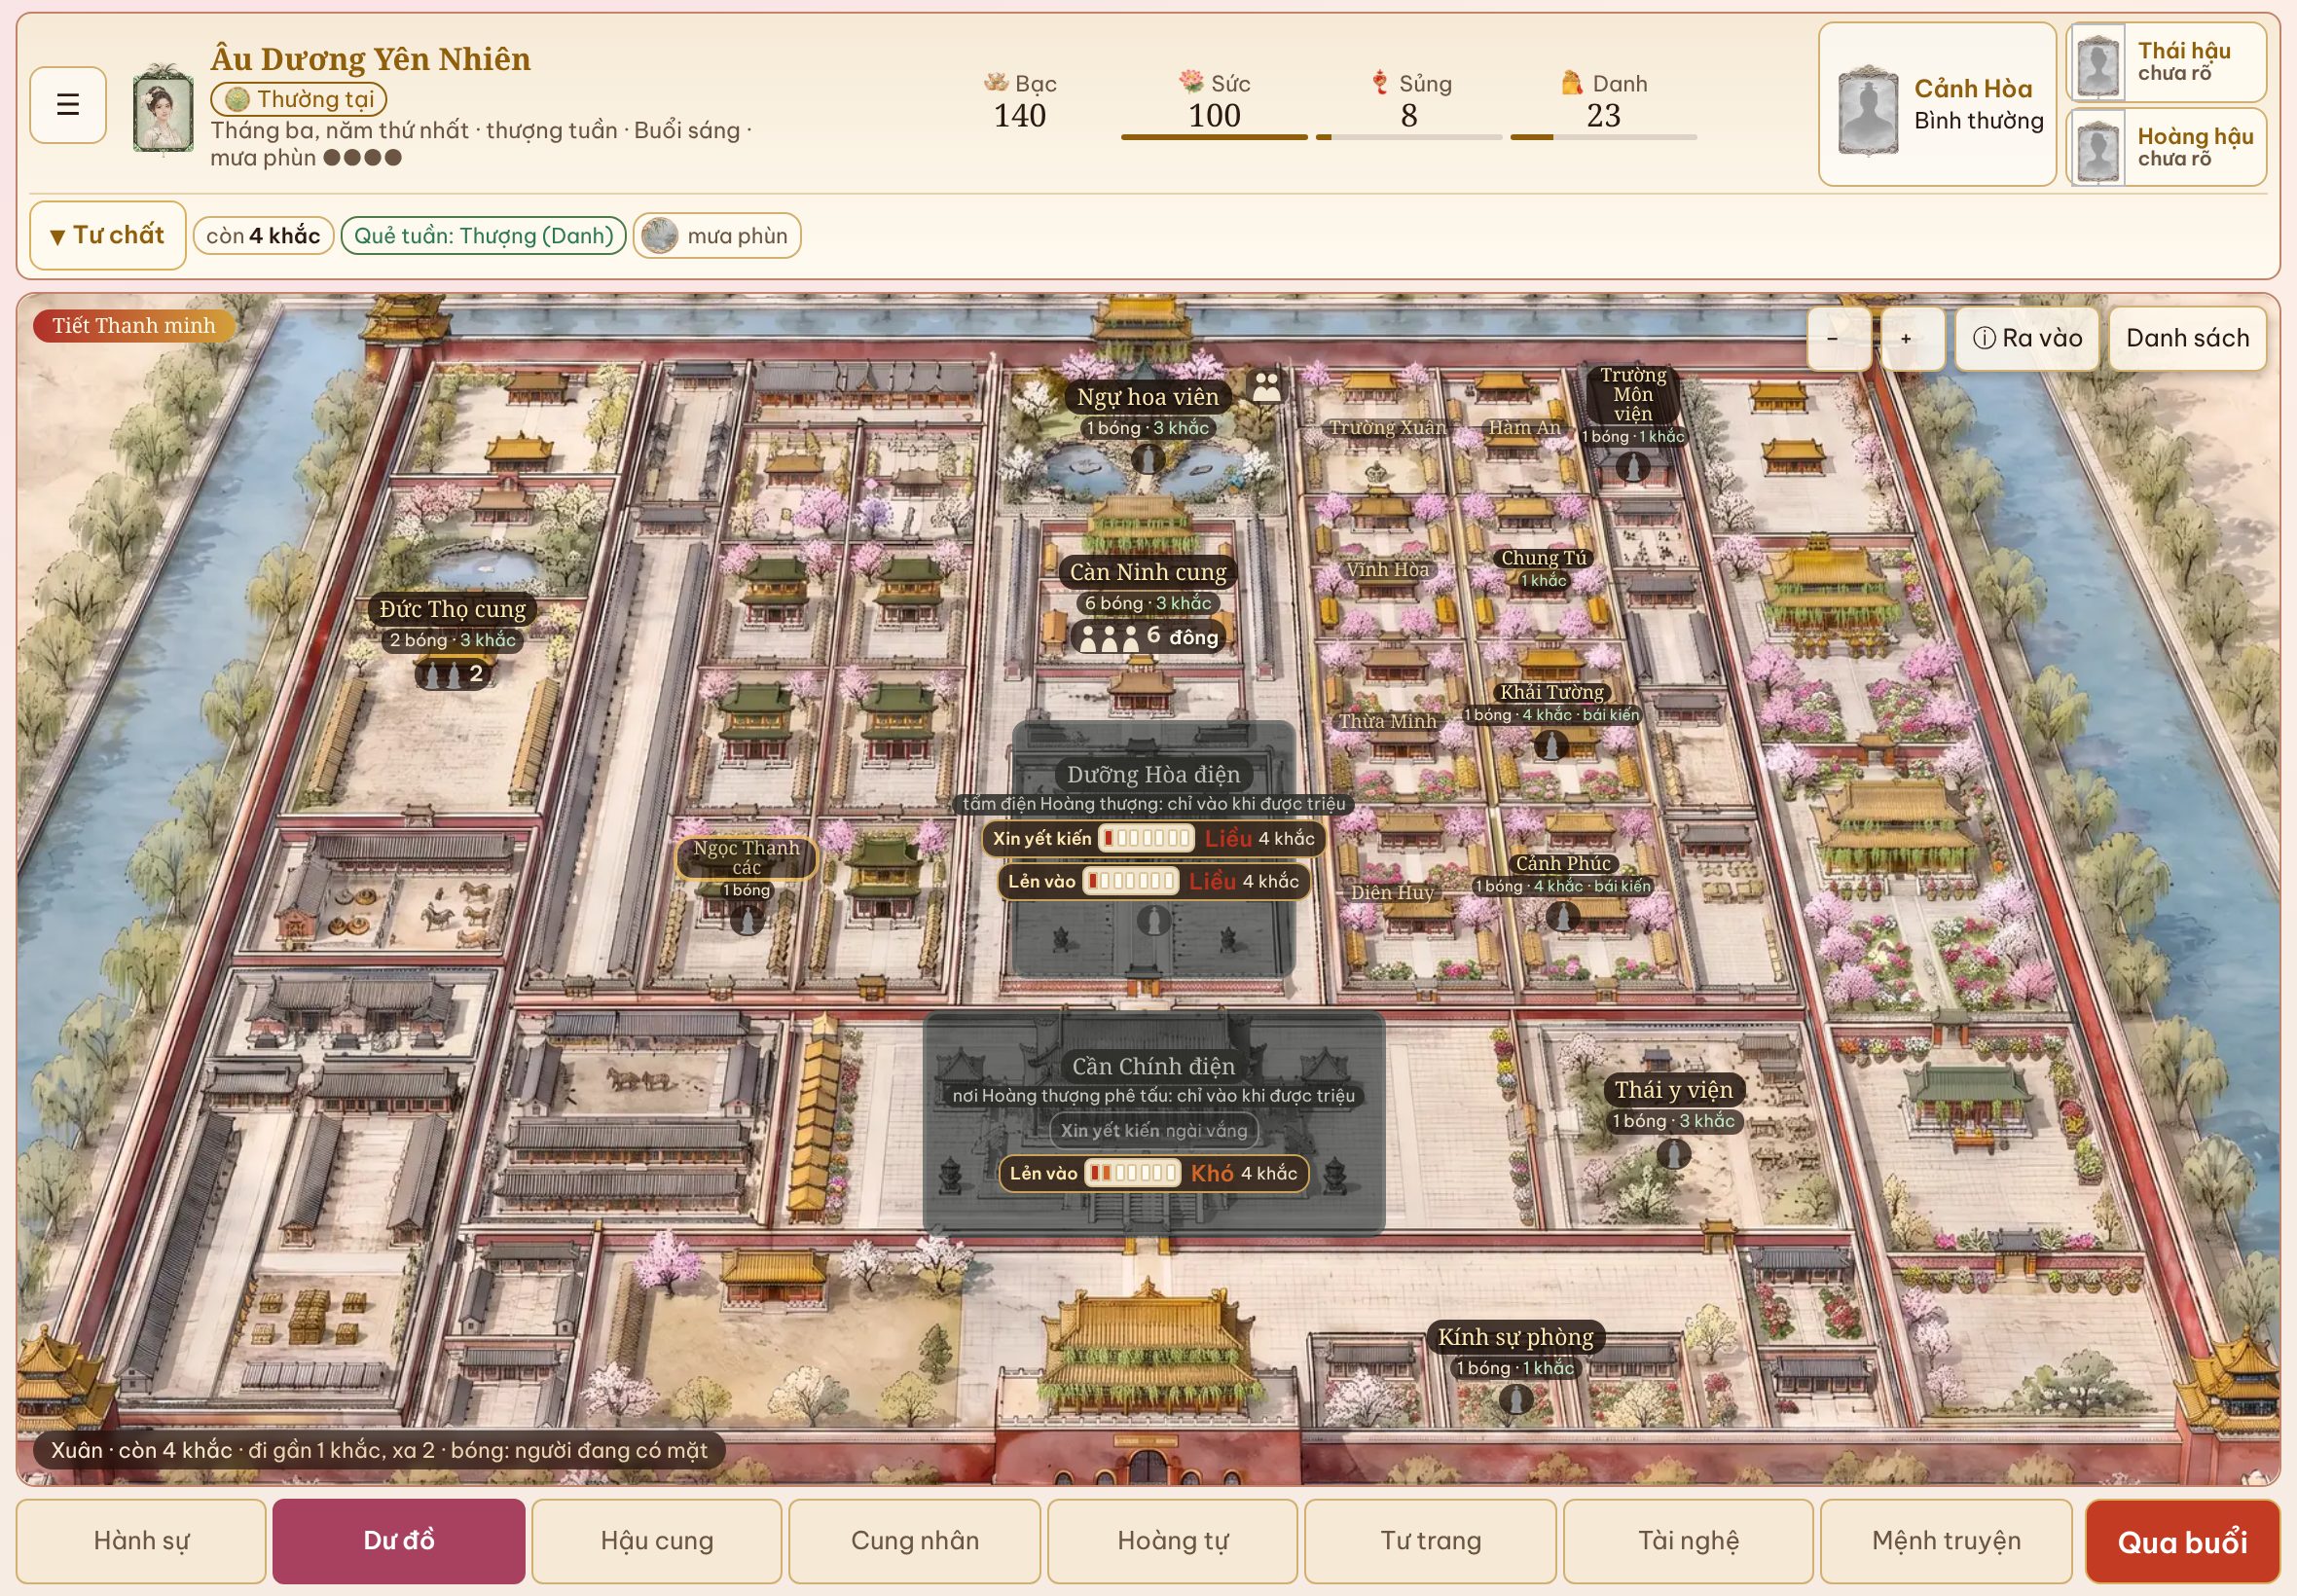 Âu Dương Yên Nhiên
Thường tại
Tháng ba, năm thứ nhất · thượng tuần · Buổi sáng ·
mưa phùn
Bạc
140
Sức
100
Sủng
8
Danh
23
Cảnh Hòa
Bình thường
Thái hậu
chưa rõ
Hoàng hậu
chưa rõ
▼ Tư chất
còn 4 khắc
Quẻ tuần: Thượng (Danh)
mưa phùn
Tiết Thanh minh
-
+
ⓘ Ra vào
Danh sách
Ngự hoa viên
1 bóng · 3 khắc
Trường Xuân
Hàm An
Trường
Môn
viện
1 bóng · 1 khắc
Càn Ninh cung
6 bóng · 3 khắc
6 đông
Vĩnh Hòa
Chung Tú
1 khắc
Đức Thọ cung
2 bóng · 3 khắc
2
Thừa Minh
Khải Tường
1 bóng · 4 khắc · bái kiến
Dưỡng Hòa điện
tẩm điện Hoàng thượng: chỉ vào khi được triệu
Xin yết kiến Liều 4 khắc
Lẻn vào Liều 4 khắc
Ngọc Thanh
các
1 bóng
Diên Huy
Cảnh Phúc
1 bóng · 4 khắc · bái kiến
Cần Chính điện
nơi Hoàng thượng phê tấu: chỉ vào khi được triệu
Xin yết kiến ngài vắng
Lẻn vào Khó 4 khắc
Thái y viện
1 bóng · 3 khắc
Kính sự phòng
1 bóng · 1 khắc
Xuân · còn 4 khắc · đi gần 1 khắc, xa 2 · bóng: người đang có mặt
Hành sự
Dư đồ
Hậu cung
Cung nhân
Hoàng tự
Tư trang
Tài nghệ
Mệnh truyện
Qua buổi